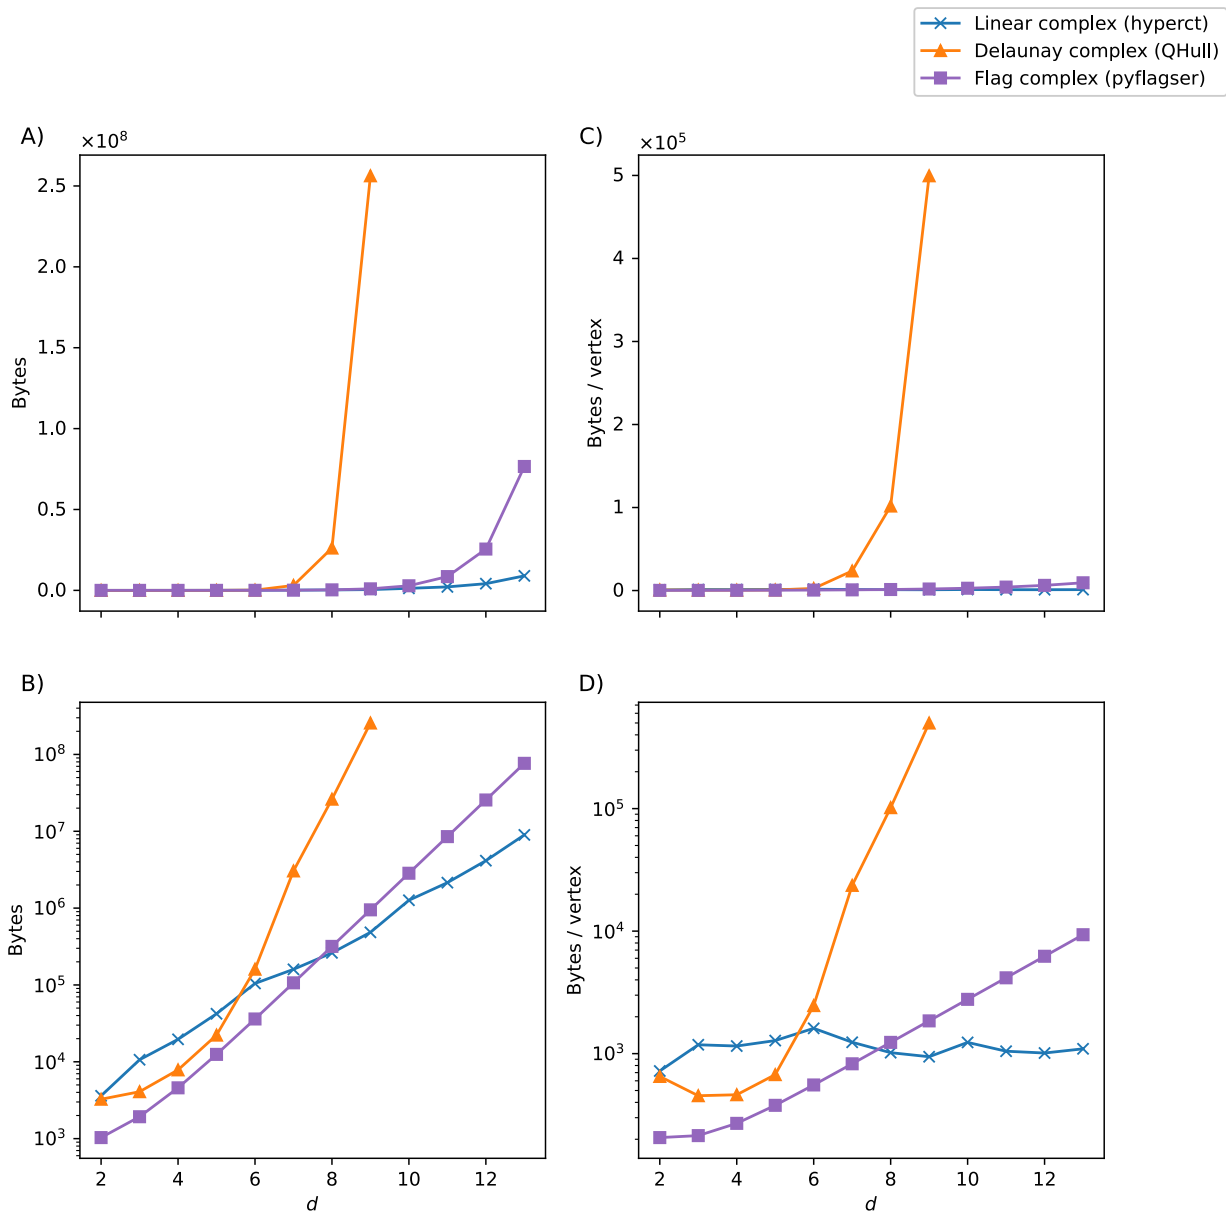 Linear complex (hyperct)
Delaunay complex (QHull)
Flag complex (pyflagser)
A)
×10⁸
2.5
2.0
1.5
1.0
0.5
0.0
Bytes
C)
×10⁵
5
4
3
2
1
0
Bytes / vertex
B)
10⁸
10⁷
10⁶
10⁵
10⁴
10³
Bytes
2 4 6 8 10 12
d
D)
10⁵
10⁴
10³
Bytes / vertex
2 4 6 8 10 12
d